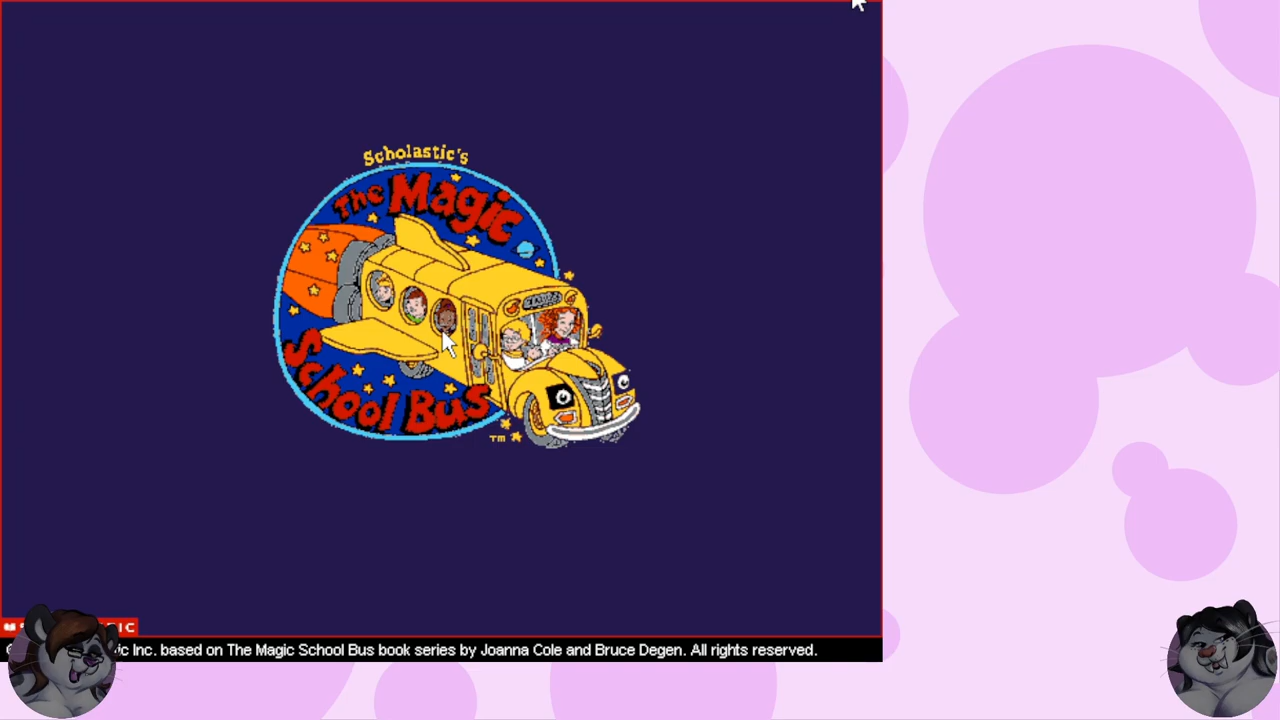 Scholastic's
The Magic
School Bus
TM
IC
ic Inc. based on The Magic School Bus book series by Joanna Cole and Bruce Degen. All rights reserved.